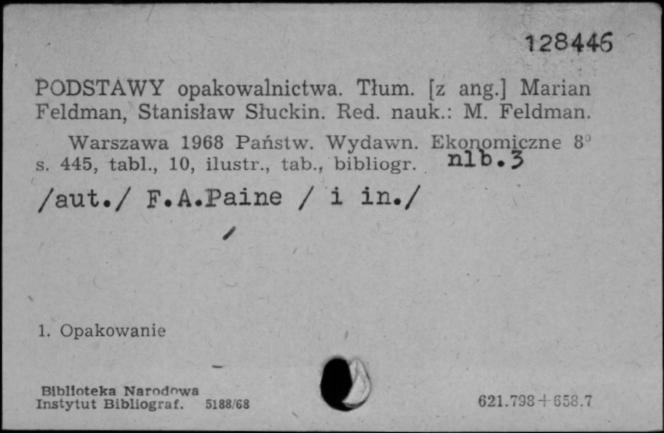 128446
PODSTAWY opakowalnictwa. Tłum. [z ang.] Marian
Feldman, Stanisław Słuckin. Red. nauk.: M. Feldman.
Warszawa 1968 Państw. Wydawn. Ekonomiczne 8°
s. 445, tabl., 10, ilustr., tab., bibliogr. nlb.3
/aut./ F.A.Paine / i in./
1. Opakowanie
Biblioteka Narodowa
Instytut Bibliograf. 5188/68
621.798+658.7